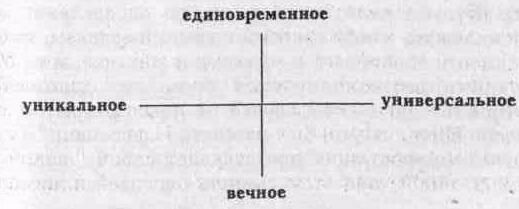 единовременное
уникальное универсальное
вечное